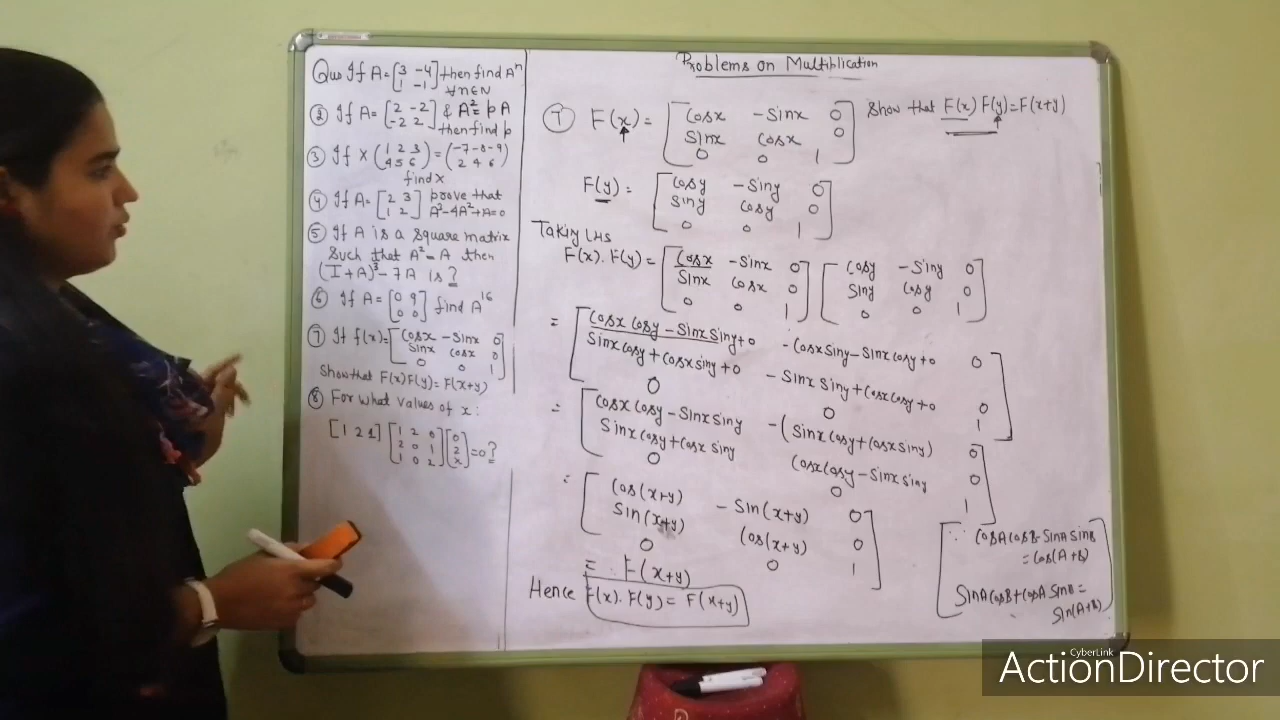 Que If A = [3 -4] then find Aⁿ
[1 -1] ∀ n ∈ N
② If A = [2 -2] & A² = pA
[-2 2] then find p
③ If X (1 2 3) = (-7 -8 -9)
(4 5 6) (2 4 6)
find X
④ If A = [2 3] prove that
[1 2] A³-4A²+A=0
⑤ If A is a square matrix
Such that A² = A then
(I + A)³ - 7A is ?
⑥ If A = [0 9] find A¹⁶
[0 0]
⑦ If f(x) = [cosx -Sinx 0]
[Sinx cosx 0]
[0 0 1]
Show that F(x) F(y) = F(x+y)
⑧ For what values of x :
[1 2 1] [1 2 0] [0]
[2 0 1] [2] = 0 ?
[1 0 2] [x]
Problems on Multiplication
⑦ F(x) = [Cosx -Sinx 0] Show that F(x) F(y) = F(x+y)
[Sinx Cosx 0]
[0 0 1]
F(y) = [Cosy -Siny 0]
[Siny Cosy 0]
[0 0 1]
Taking LHS
F(x). F(y) = [Cosx -Sinx 0] [Cosy -Siny 0]
[Sinx Cosx 0] [Siny Cosy 0]
[0 0 1] [0 0 1]
= [Cosx Cosy - Sinx Siny + 0 -Cosx Siny - Sinx Cosy + 0 0]
[Sinx Cosy + Cosx Siny + 0 -Sinx Siny + Cosx Cosy + 0 0]
[0 0 1]
= [Cosx Cosy - Sinx Siny -(Sinx Cosy + Cosx Siny) 0]
[Sinx Cosy + Cosx Siny Cosx Cosy - Sinx Siny 0]
[0 0 1]
= [Cos(x+y) -Sin(x+y) 0]
[Sin(x+y) Cos(x+y) 0]
[0 0 1]
= F(x+y)
Hence F(x). F(y) = F(x+y)
∵ CosA CosB - SinA SinB
= Cos(A+B)
SinA CosB + CosA SinB =
Sin(A+B)
CyberLink
ActionDirector